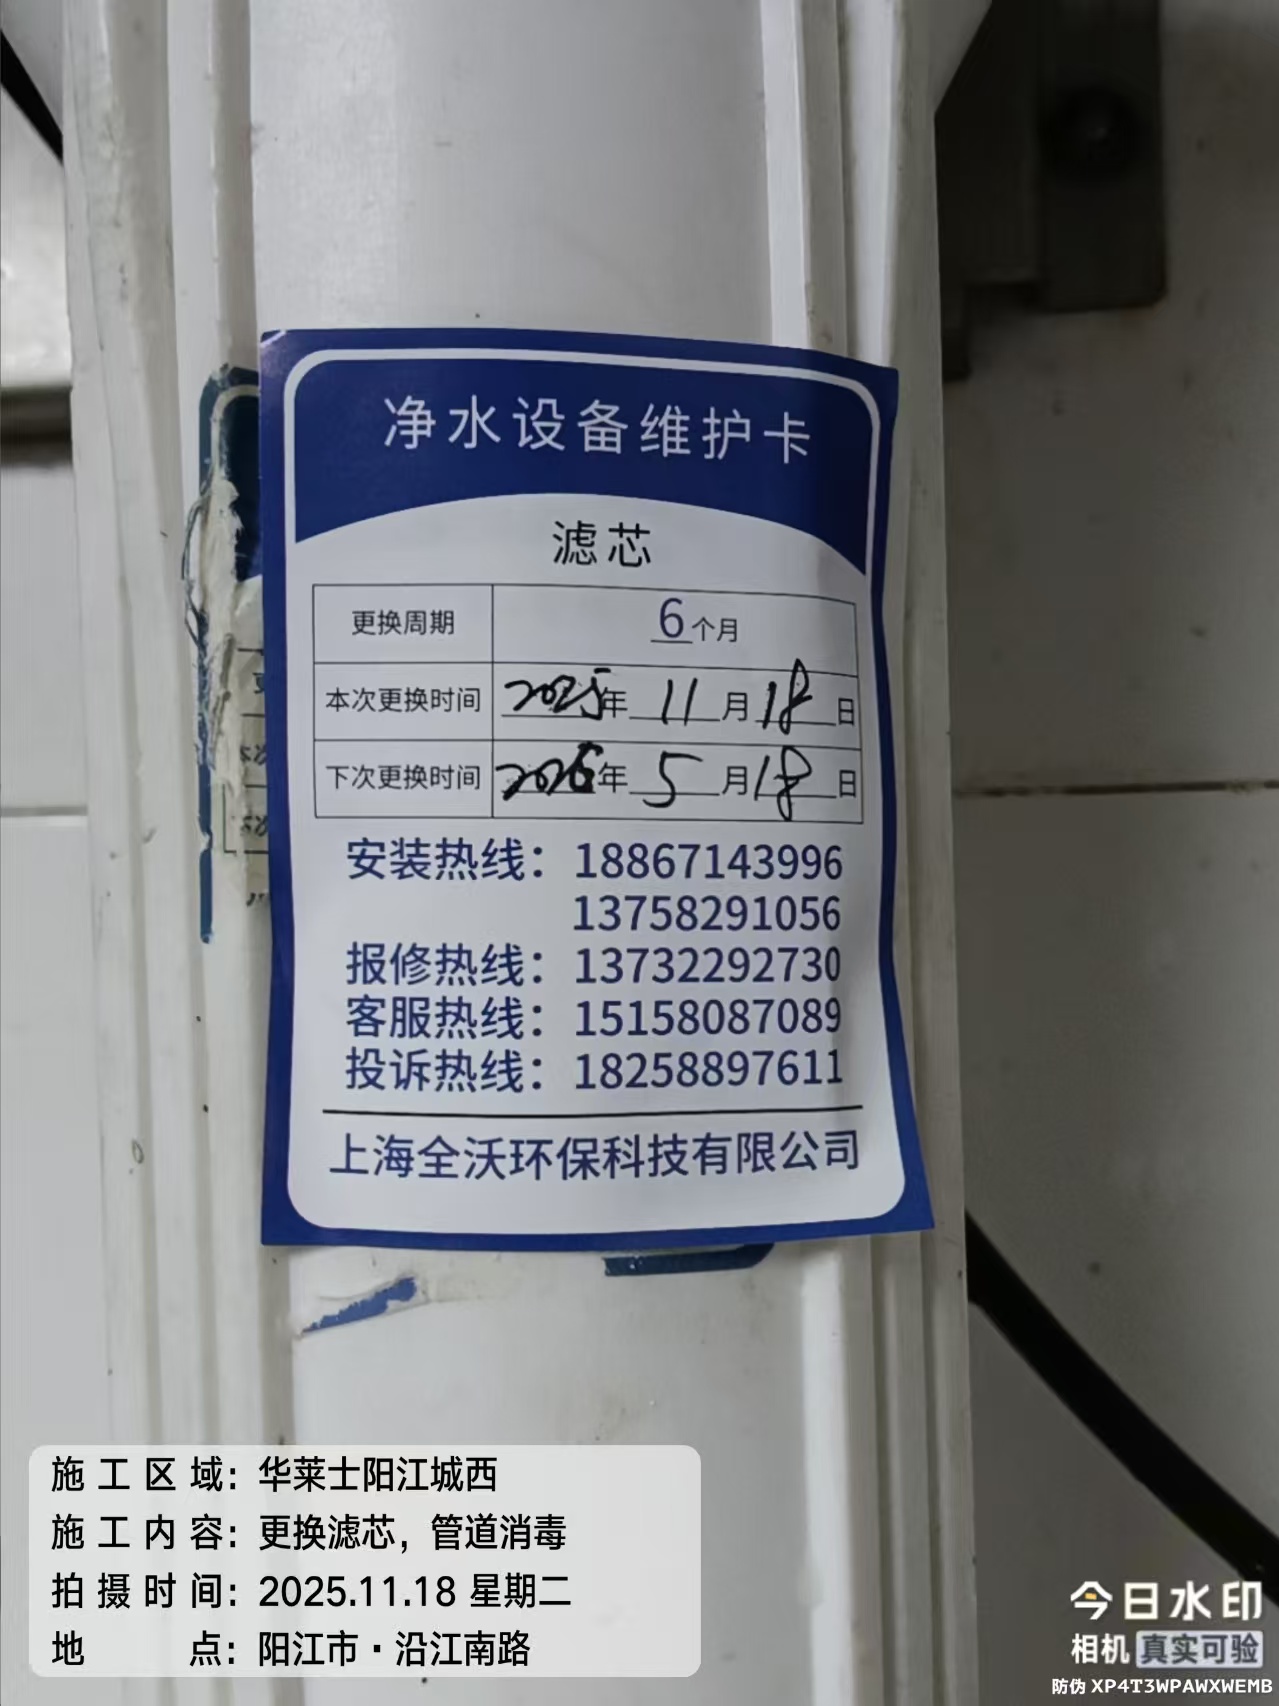 净水设备维护卡
滤芯
更换周期 6个月
本次更换时间 2025年11月18日
下次更换时间 2026年5月18日
安装热线：18867143996
13758291056
报修热线：13732292730
客服热线：15158087089
投诉热线：18258897611
上海全沃环保科技有限公司
施工区域：华莱士阳江城西
施工内容：更换滤芯，管道消毒
拍摄时间：2025.11.18 星期二
地点：阳江市·沿江南路
今日水印
相机 真实可验
防伪 XP4T3WPAWXWEMB